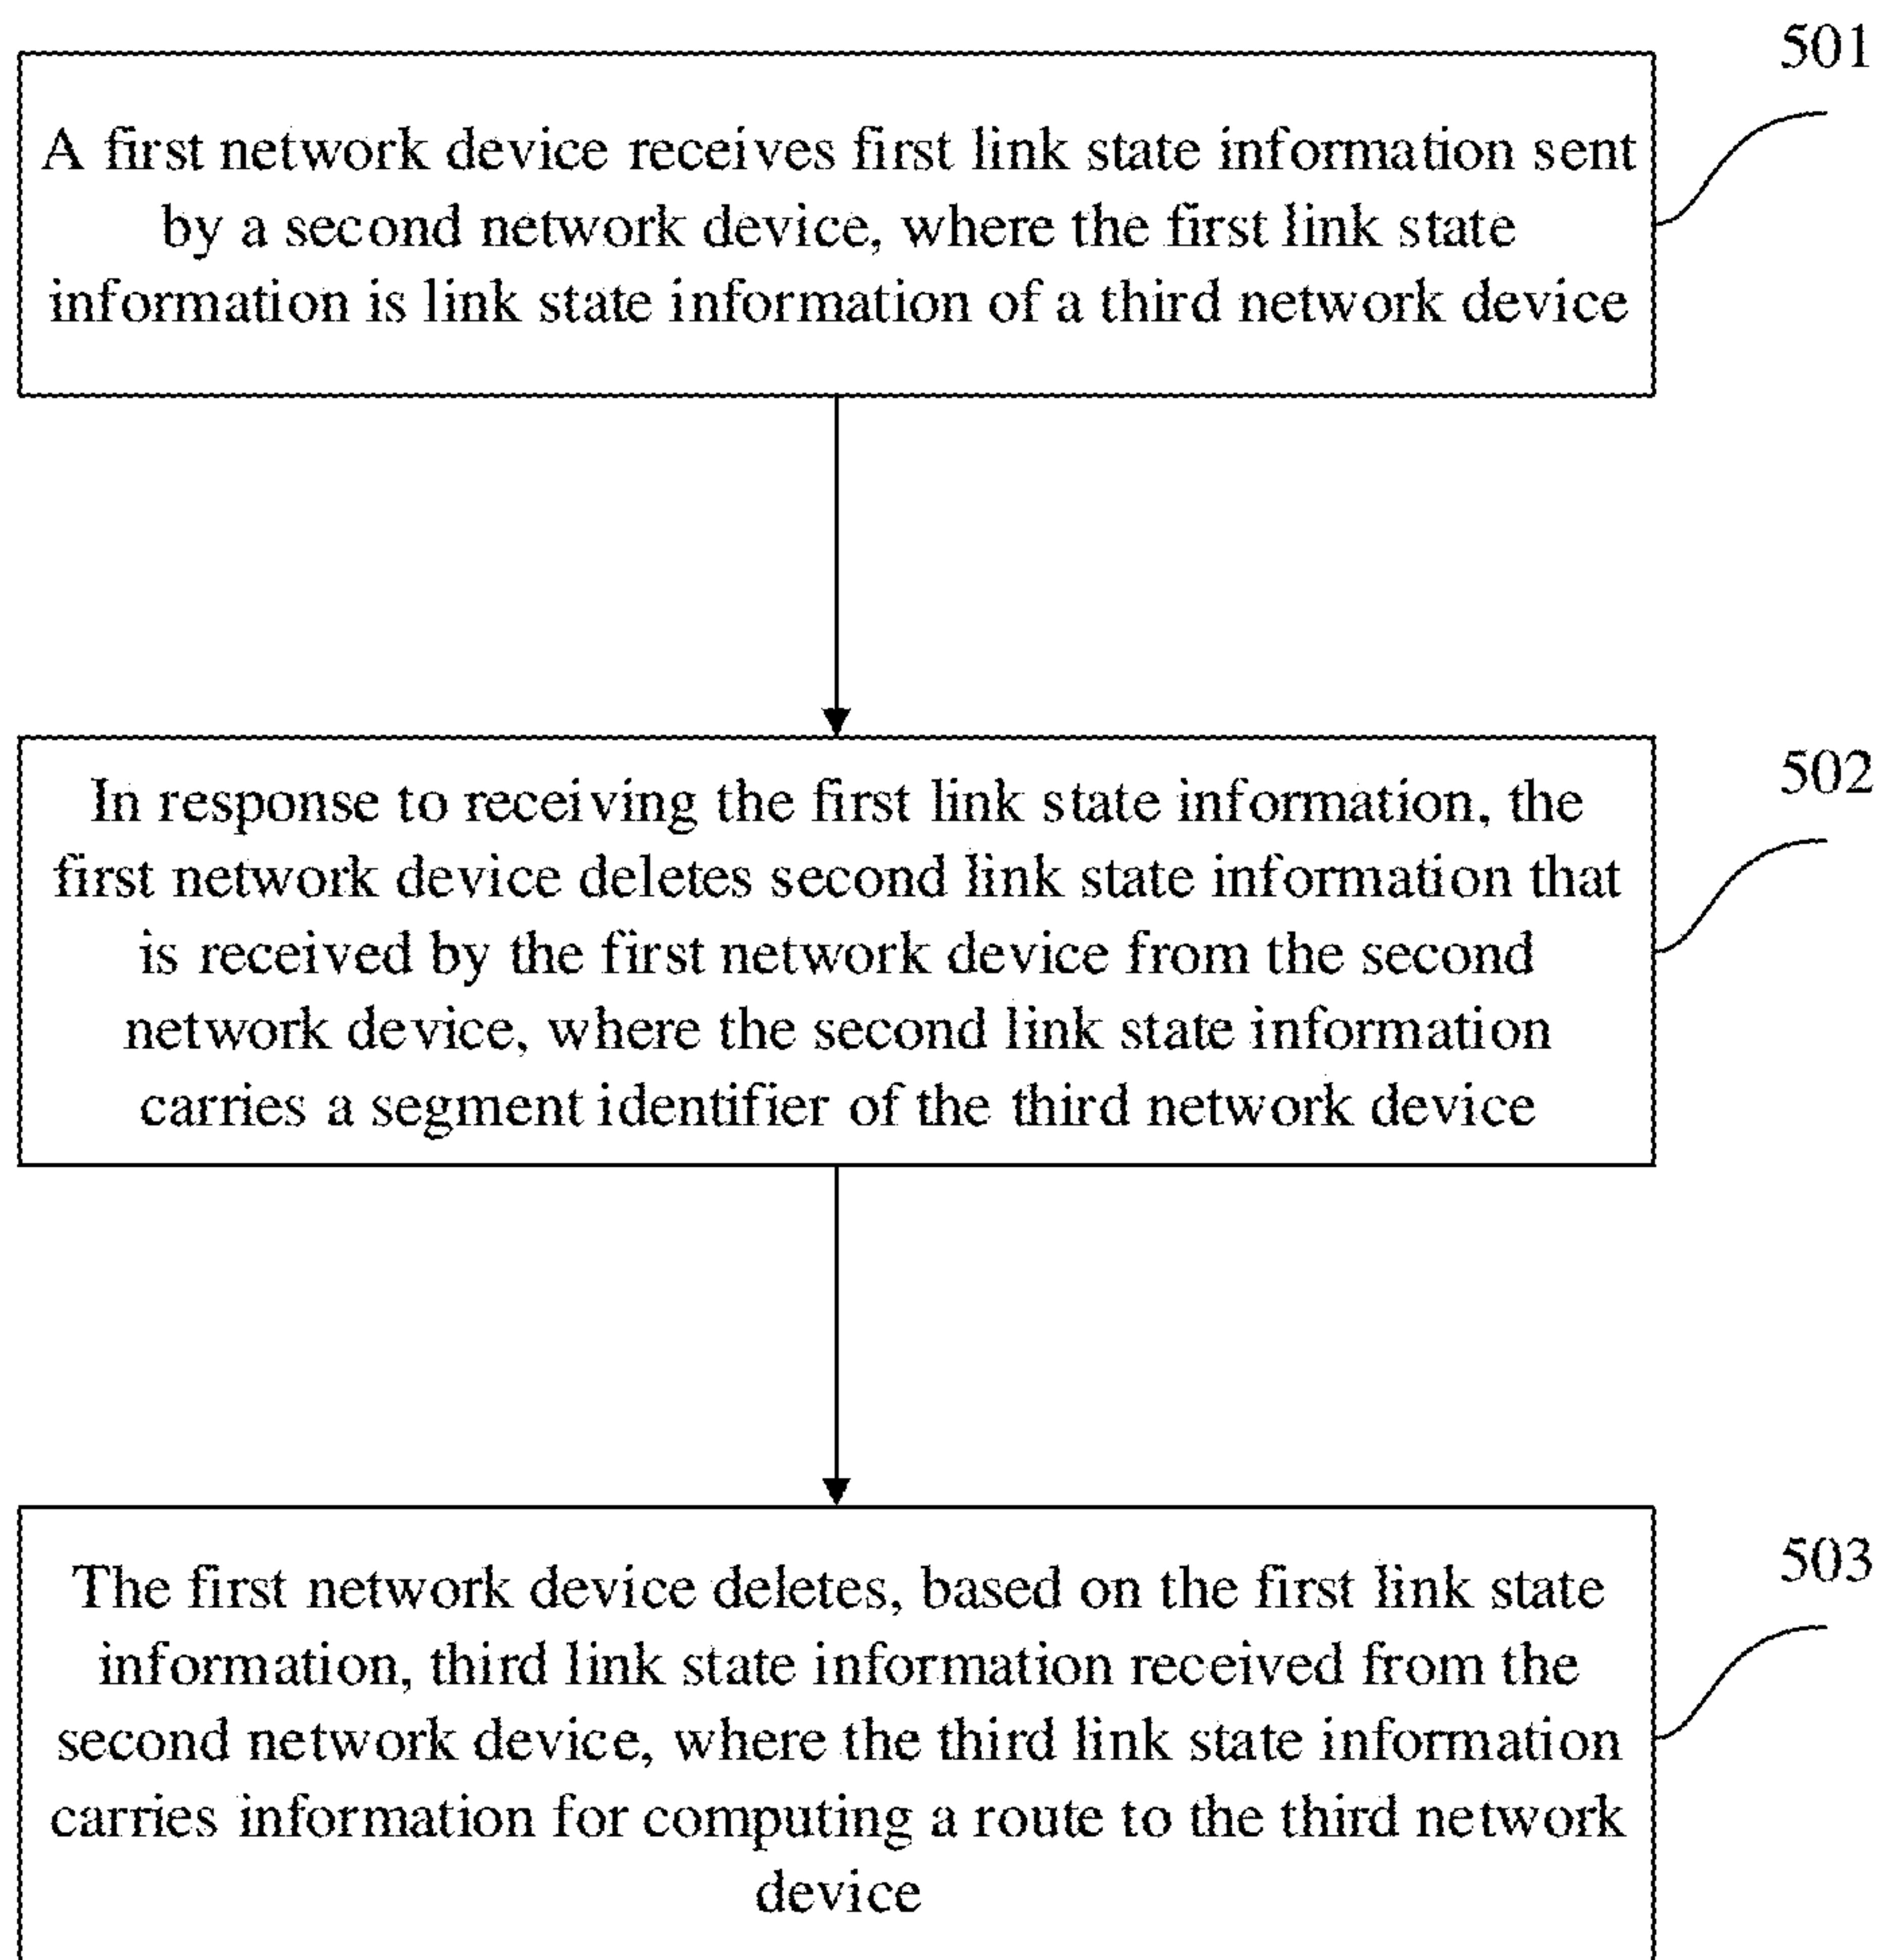 501
A first network device receives first link state information sent
by a second network device, where the first link state
information is link state information of a third network device
502
In response to receiving the first link state information, the
first network device deletes second link state information that
is received by the first network device from the second
network device, where the second link state information
carries a segment identifier of the third network device
503
The first network device deletes, based on the first link state
information, third link state information received from the
second network device, where the third link state information
carries information for computing a route to the third network
device